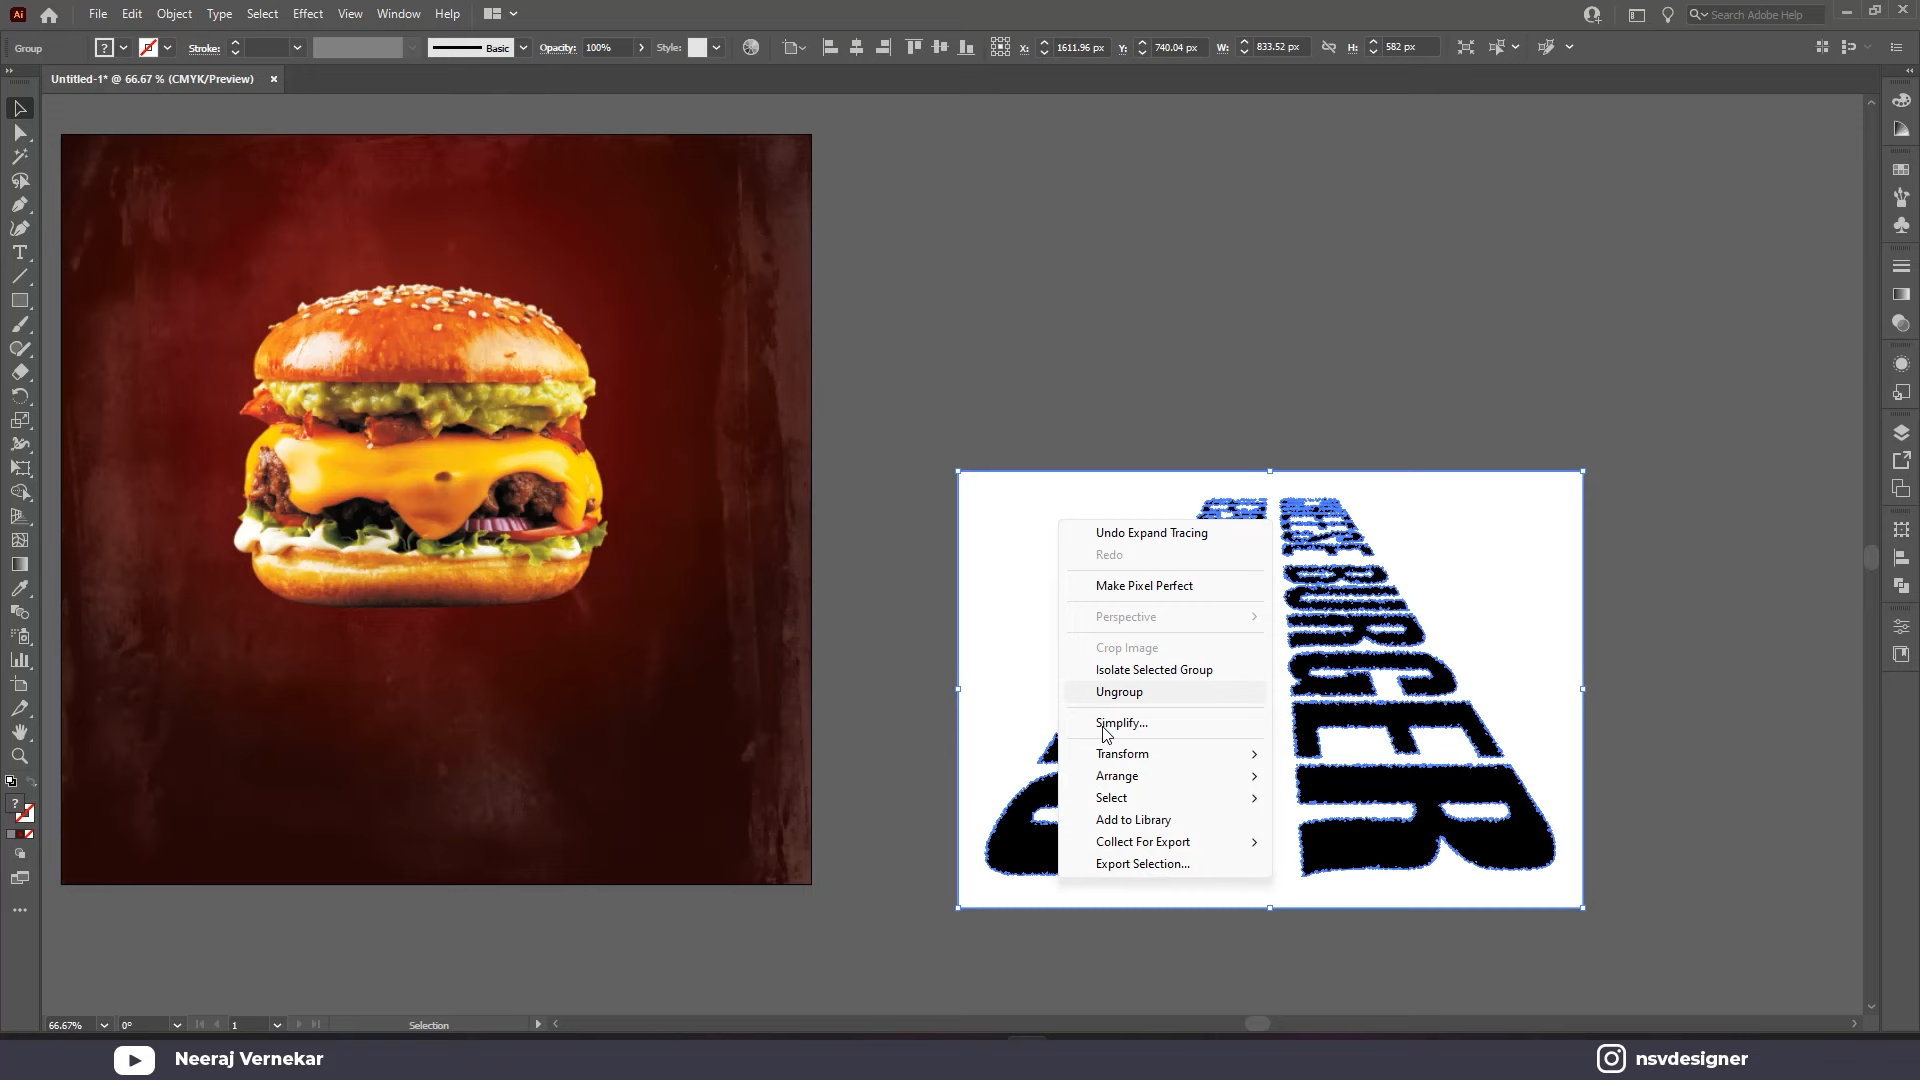 Ai File Edit Object Type Select Effect View Window Help Search Adobe Help
Group ? Stroke: Basic Opacity: 100% Style: X: 1611.96 px Y: 740.04 px W: 833.52 px H: 582 px
Untitled-1* @ 66.67 % (CMYK/Preview) ×
Undo Expand Tracing
Redo
Make Pixel Perfect
Perspective
Crop Image
Isolate Selected Group
Ungroup
Simplify...
Transform
Arrange
Select
Add to Library
Collect For Export
Export Selection...
BURGER
?
66.67% 0° 1 Selection
Neeraj Vernekar
nsvdesigner